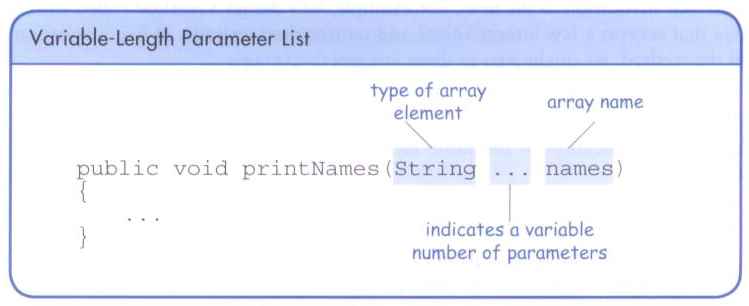 Variable-Length Parameter List
type of array
element
array name
public void printNames(String ... names)
{
...
}
indicates a variable
number of parameters